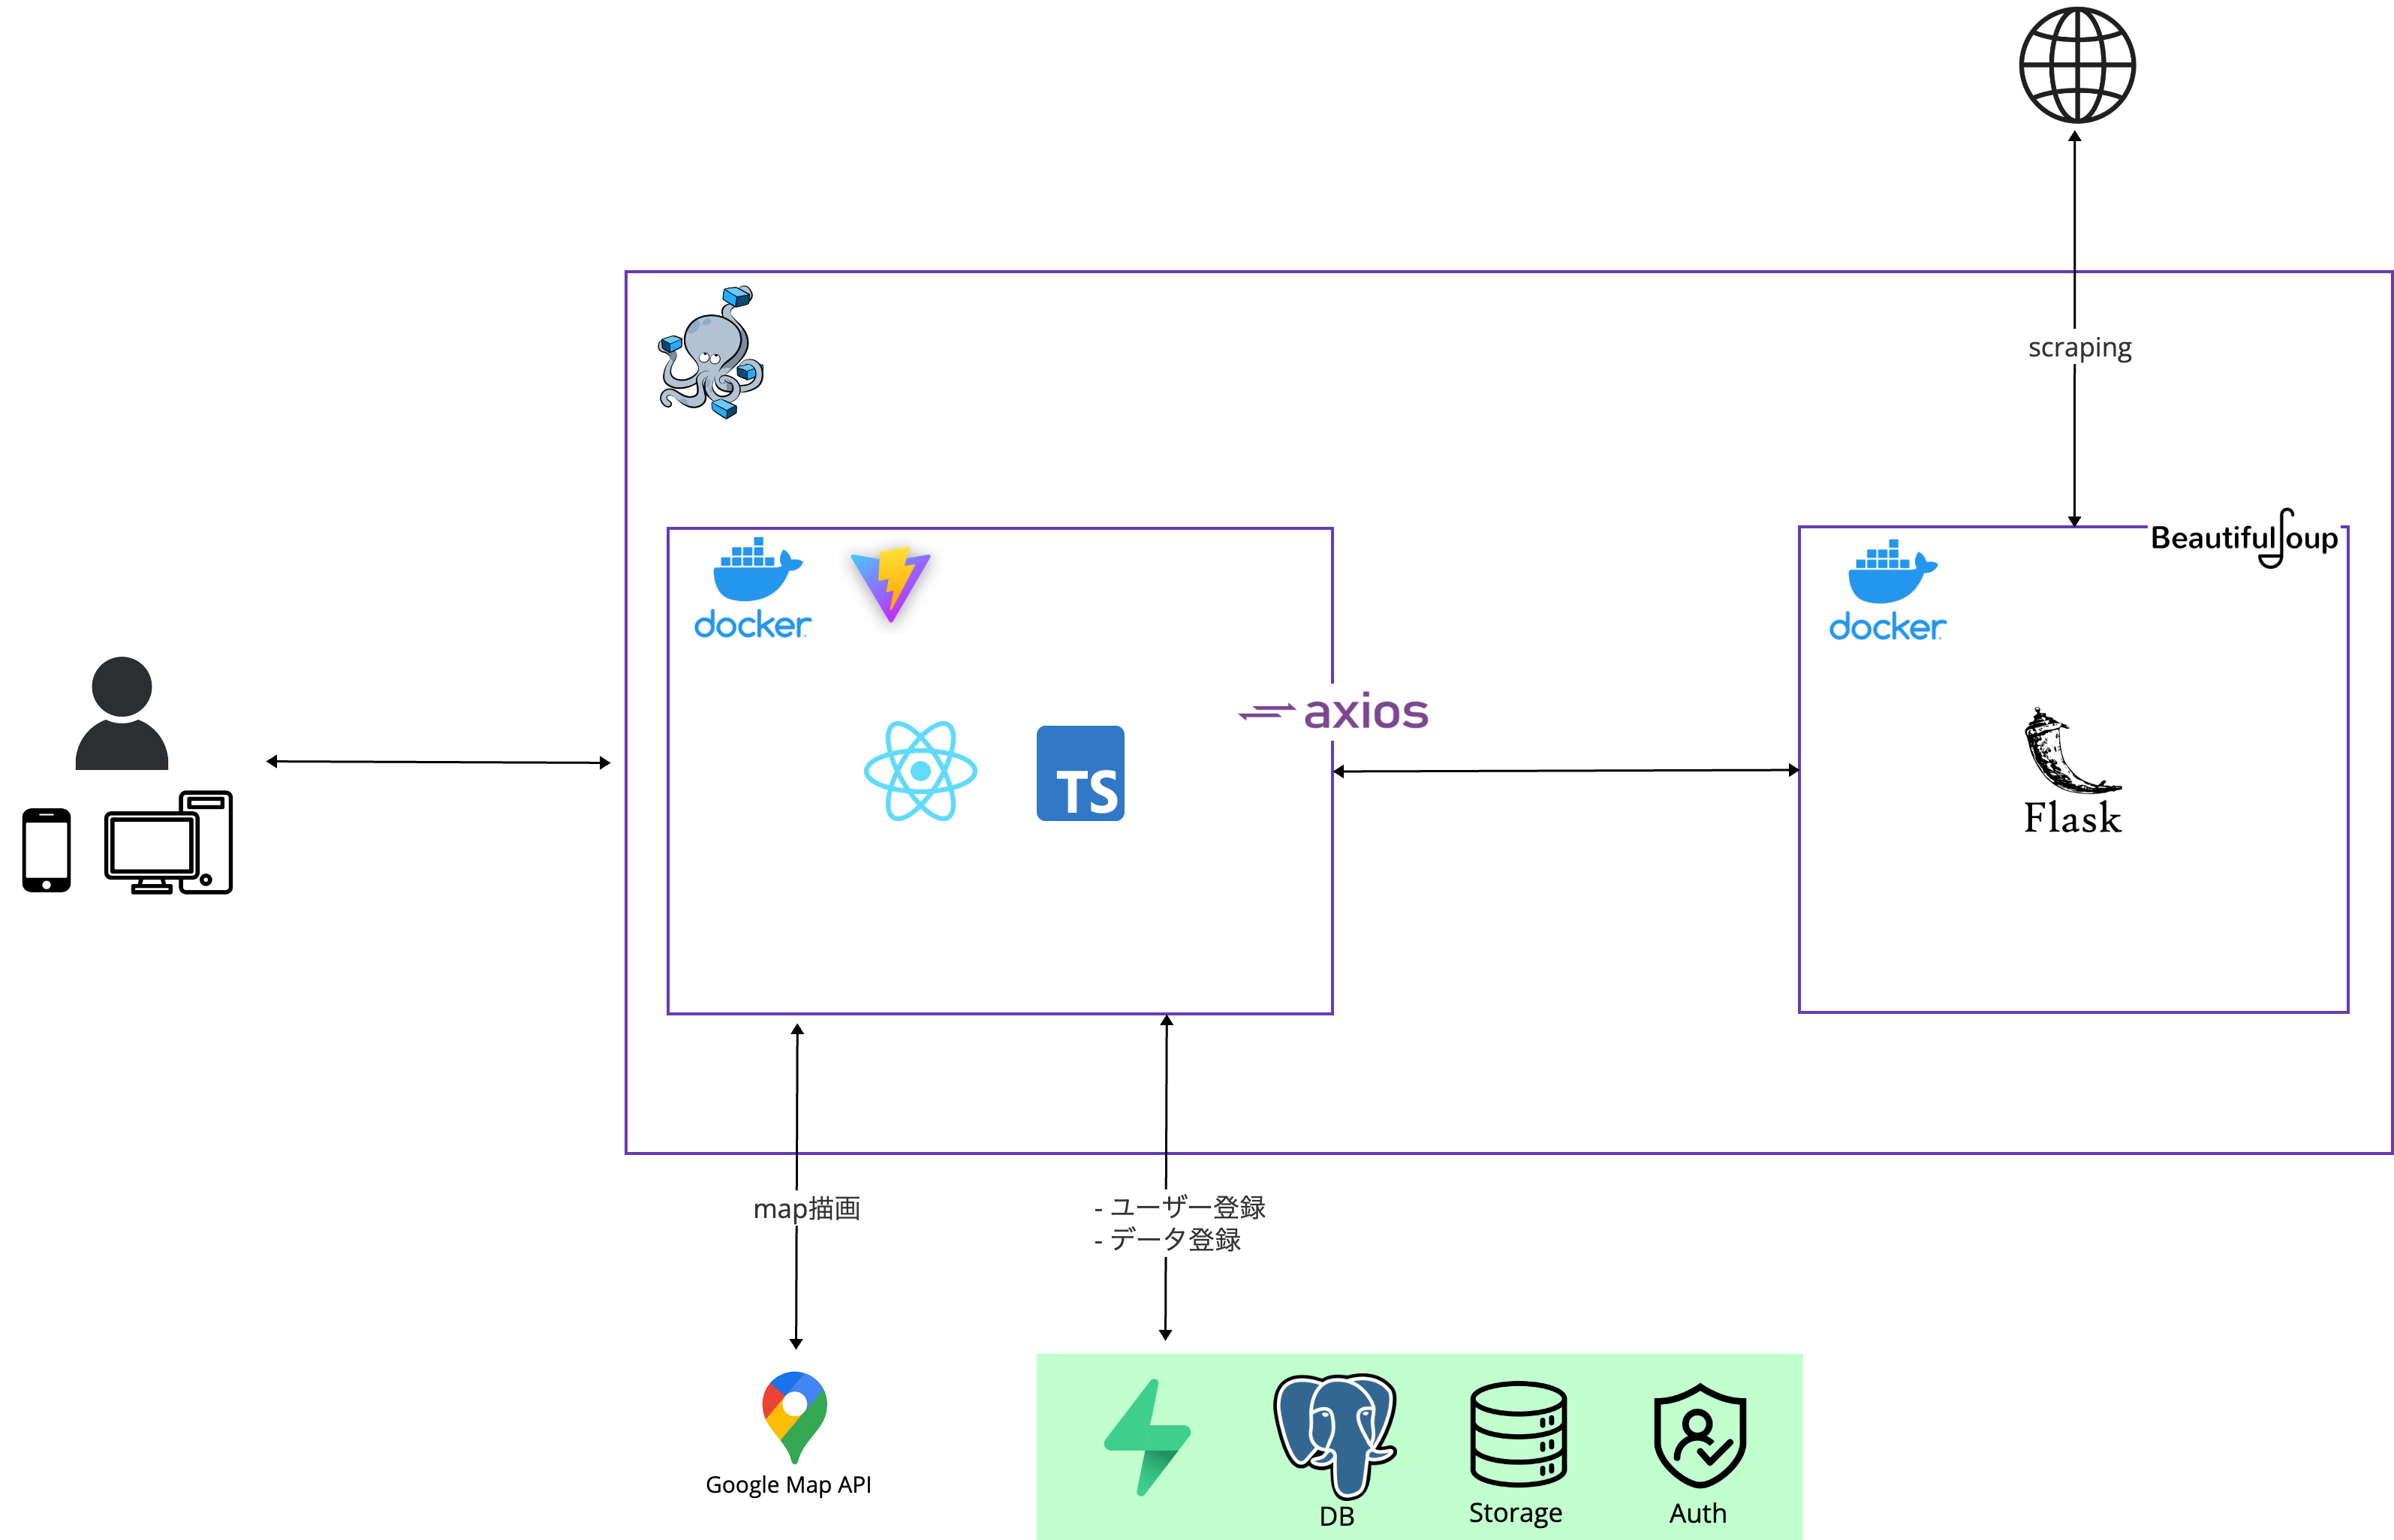 scraping
BeautifulSoup
docker
docker
axios
TS
Flask
map描画
- ユーザー登録
- データ登録
Google Map API
DB
Storage
Auth